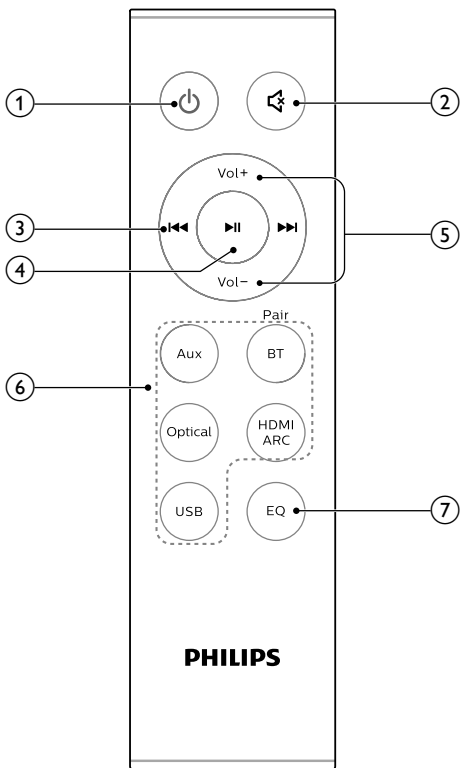 1
2
Vol+
3
4
5
Vol-
Pair
Aux
BT
6
Optical
HDMI
ARC
USB
EQ
7
PHILIPS